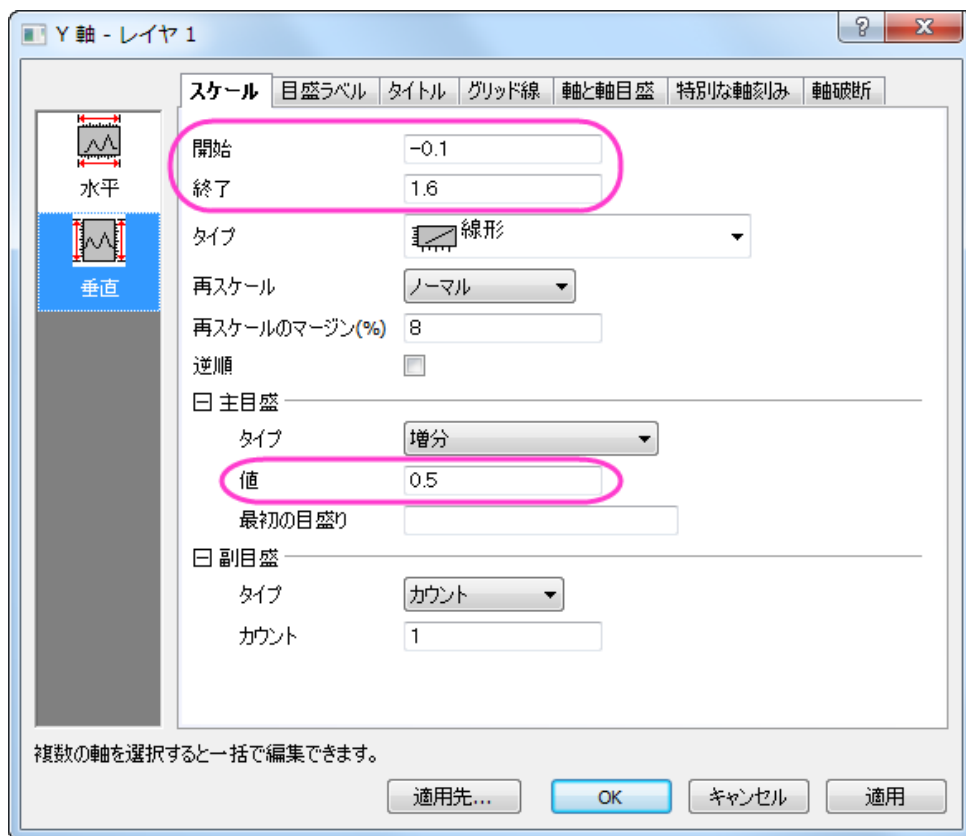 Y 軸 - レイヤ 1
スケール 目盛ラベル タイトル グリッド線 軸と軸目盛 特別な軸刻み 軸破断
水平
垂直
開始 -0.1
終了 1.6
タイプ 線形
再スケール ノーマル
再スケールのマージン(%) 8
逆順
主目盛
タイプ 増分
値 0.5
最初の目盛り
副目盛
タイプ カウント
カウント 1
複数の軸を選択すると一括で編集できます。
適用先... OK キャンセル 適用